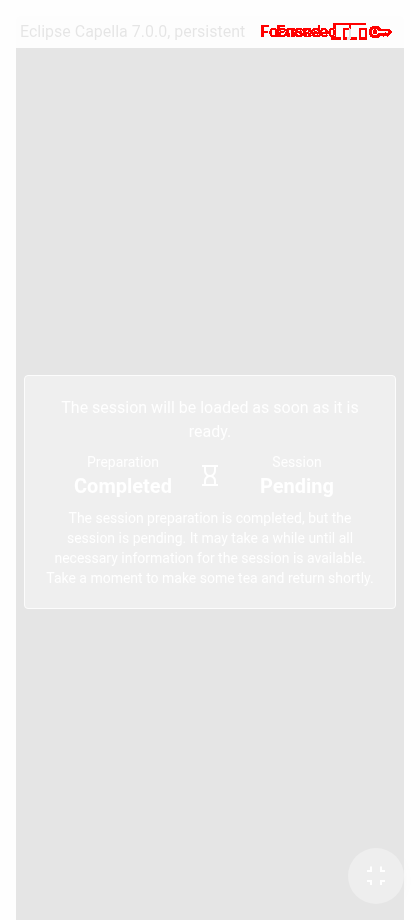 Eclipse Capella 7.0.0, persistent
The session will be loaded as soon as it is
ready.
Preparation
Completed
Session
Pending
The session preparation is completed, but the
session is pending. It may take a while until all
necessary information for the session is available.
Take a moment to make some tea and return shortly.